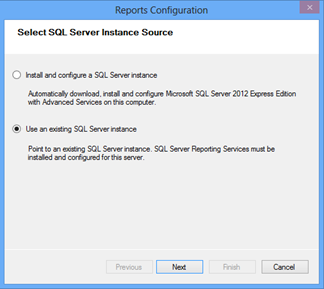 Reports Configuration
Select SQL Server Instance Source
Install and configure a SQL Server instance
Automatically download, install and configure Microsoft SQL Server 2012 Express Edition
with Advanced Services on this computer.
Use an existing SQL Server instance
Point to an existing SQL Server instance. SQL Server Reporting Services must be
installed and configured for this server.
Previous Next Finish Cancel